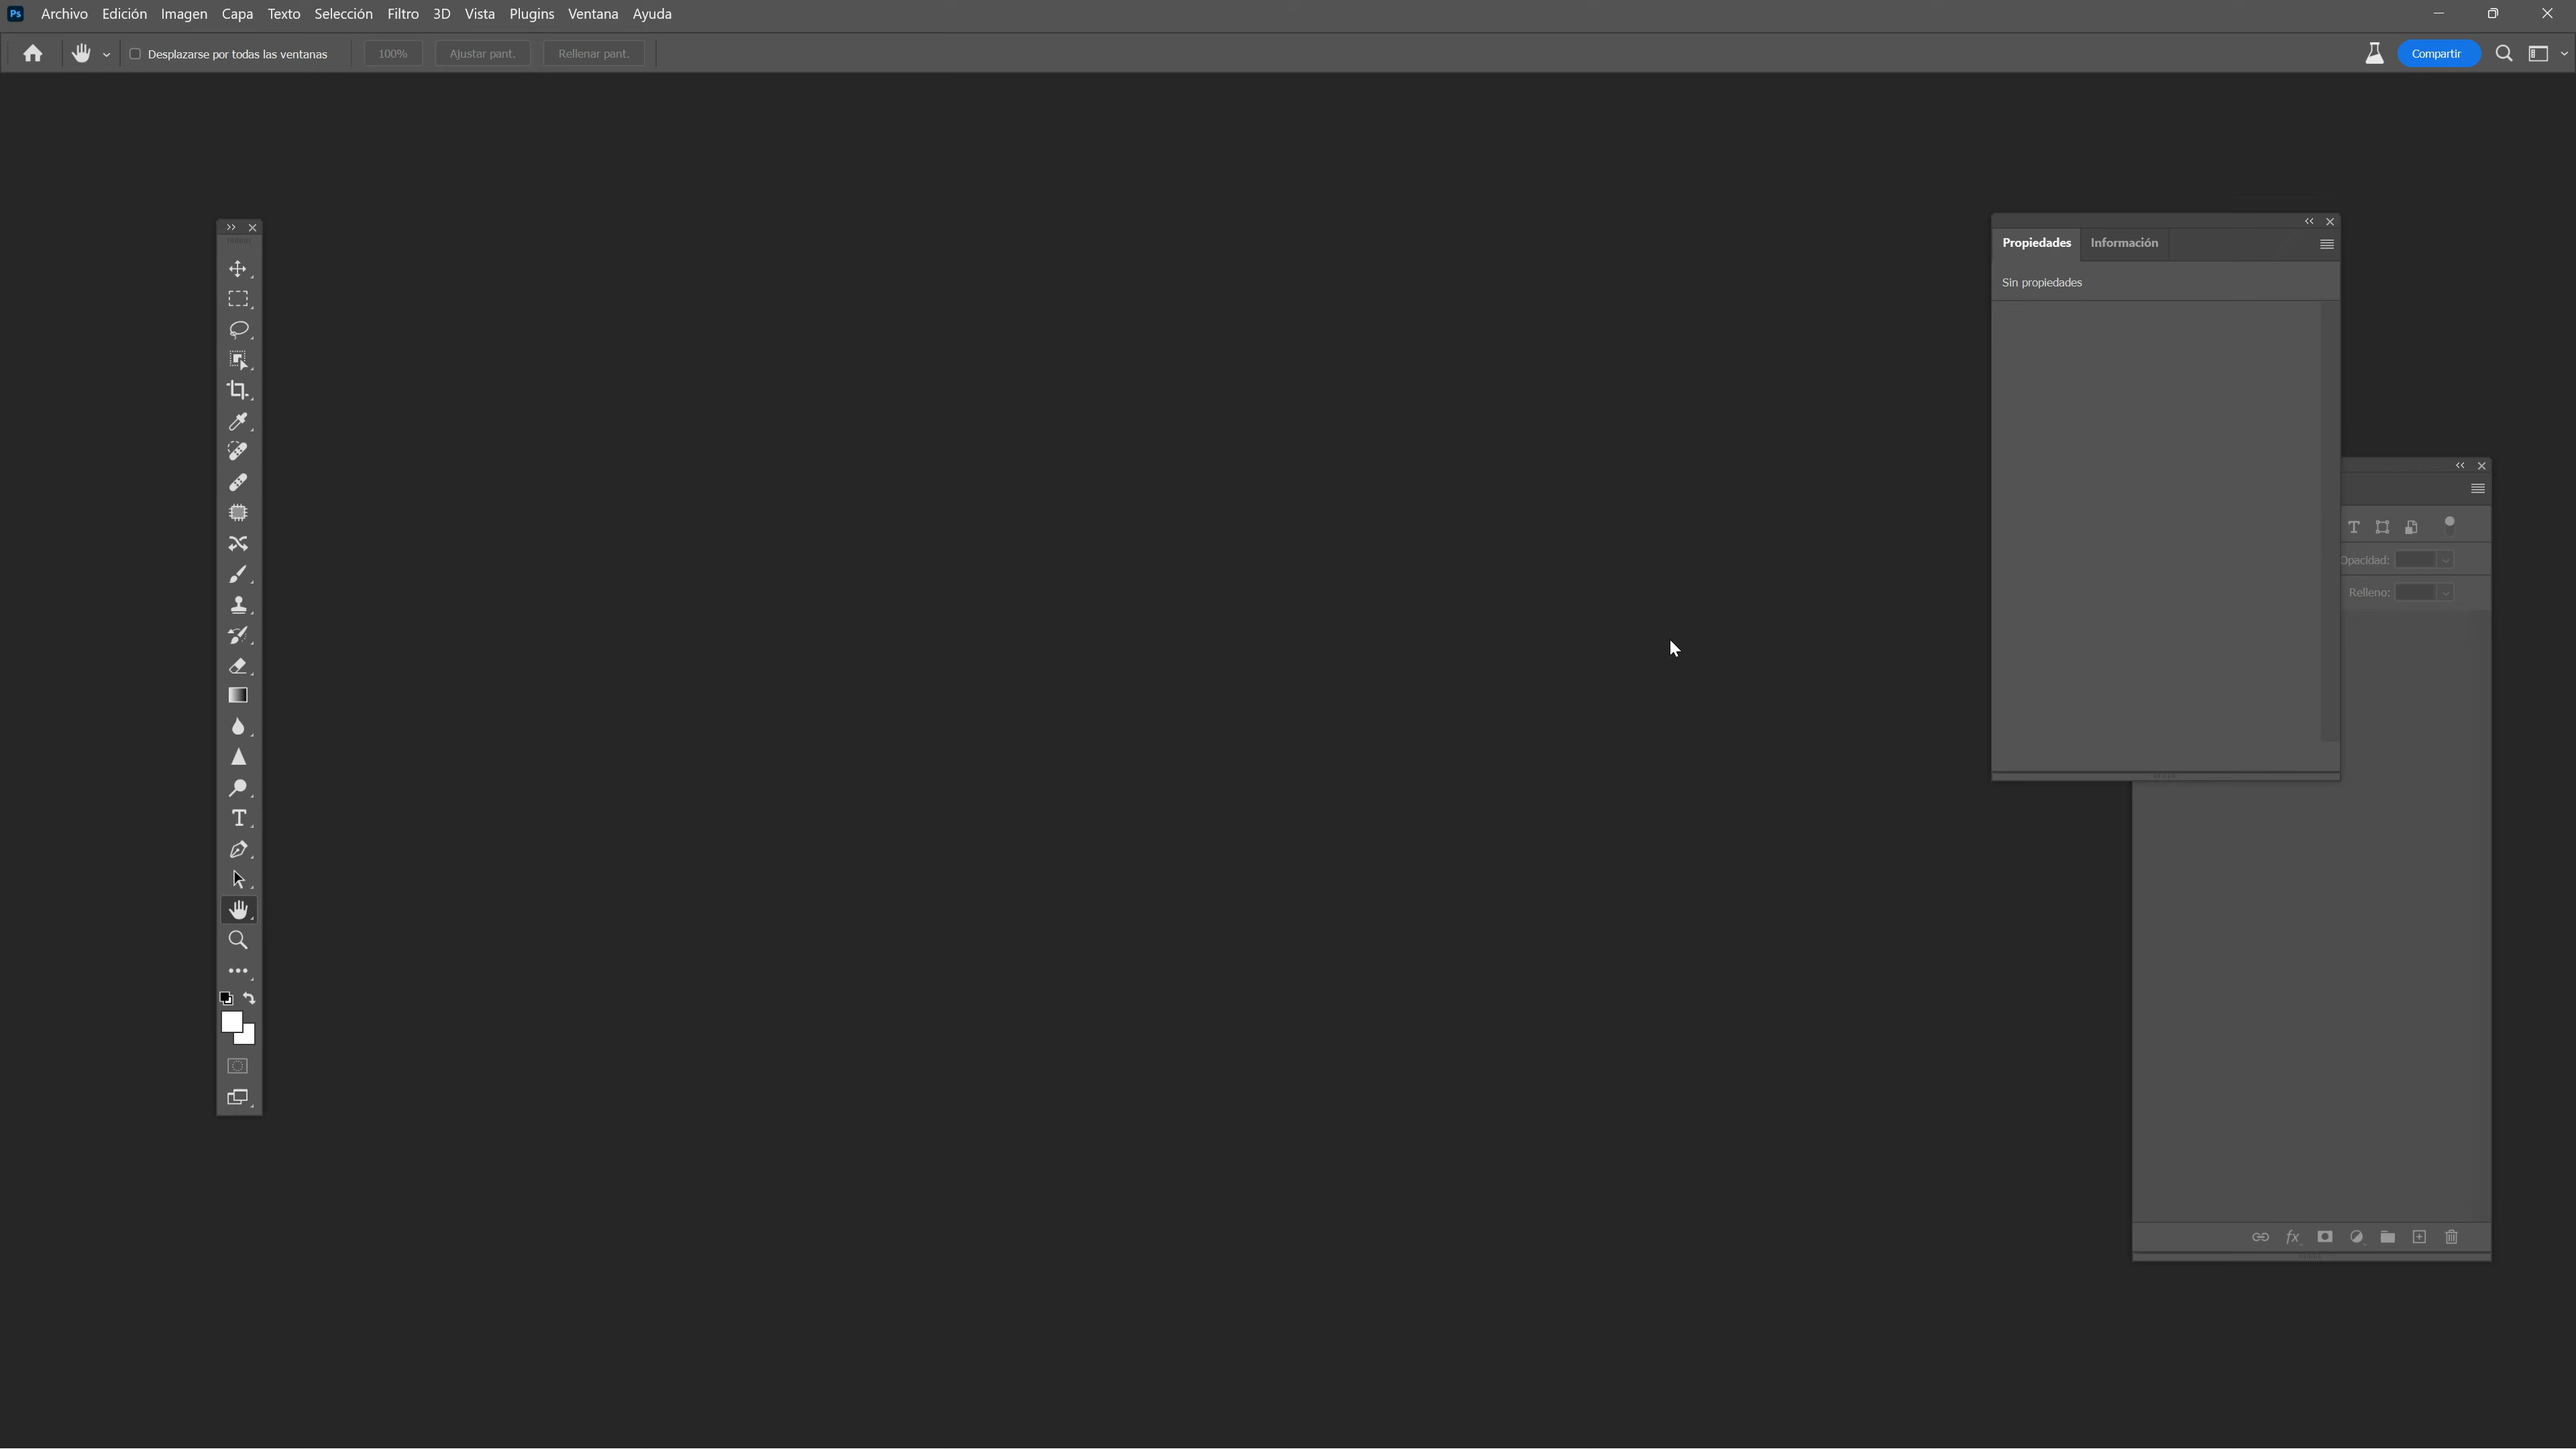 Ps Archivo Edición Imagen Capa Texto Selección Filtro 3D Vista Plugins Ventana Ayuda
Desplazarse por todas las ventanas 100% Ajustar pant. Rellenar pant. Compartir
Propiedades Información
Sin propiedades
Opacidad:
Relleno:
fx